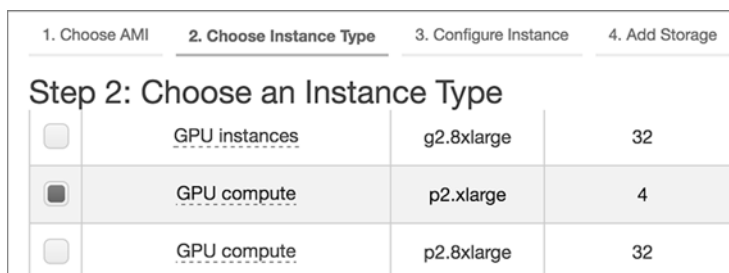 1. Choose AMI 2. Choose Instance Type 3. Configure Instance 4. Add Storage
Step 2: Choose an Instance Type
GPU instances g2.8xlarge 32
GPU compute p2.xlarge 4
GPU compute p2.8xlarge 32